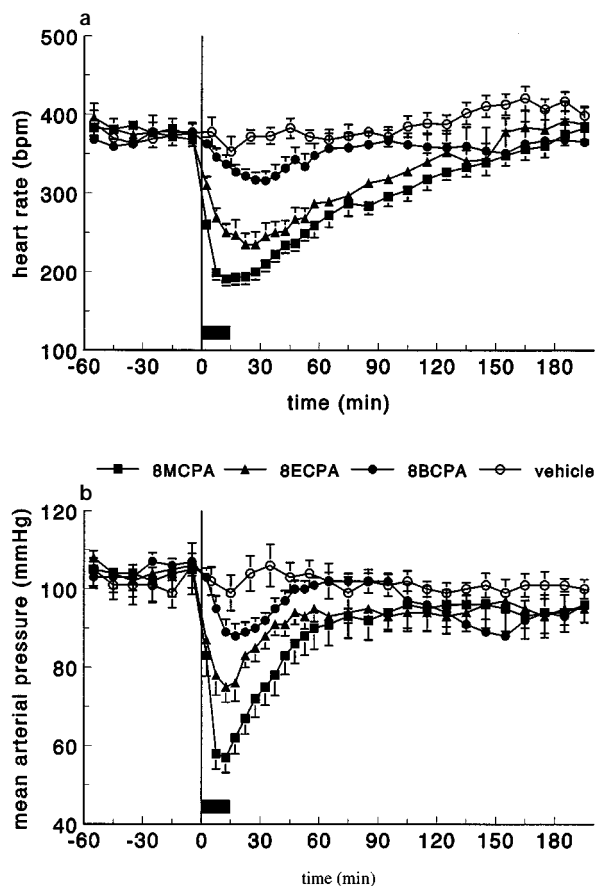 a
500
400
300
200
100
heart rate (bpm)
-60 -30 0 30 60 90 120 150 180
time (min)
8MCPA 8ECPA 8BCPA vehicle
b
120
100
80
60
40
mean arterial pressure (mmHg)
-60 -30 0 30 60 90 120 150 180
time (min)